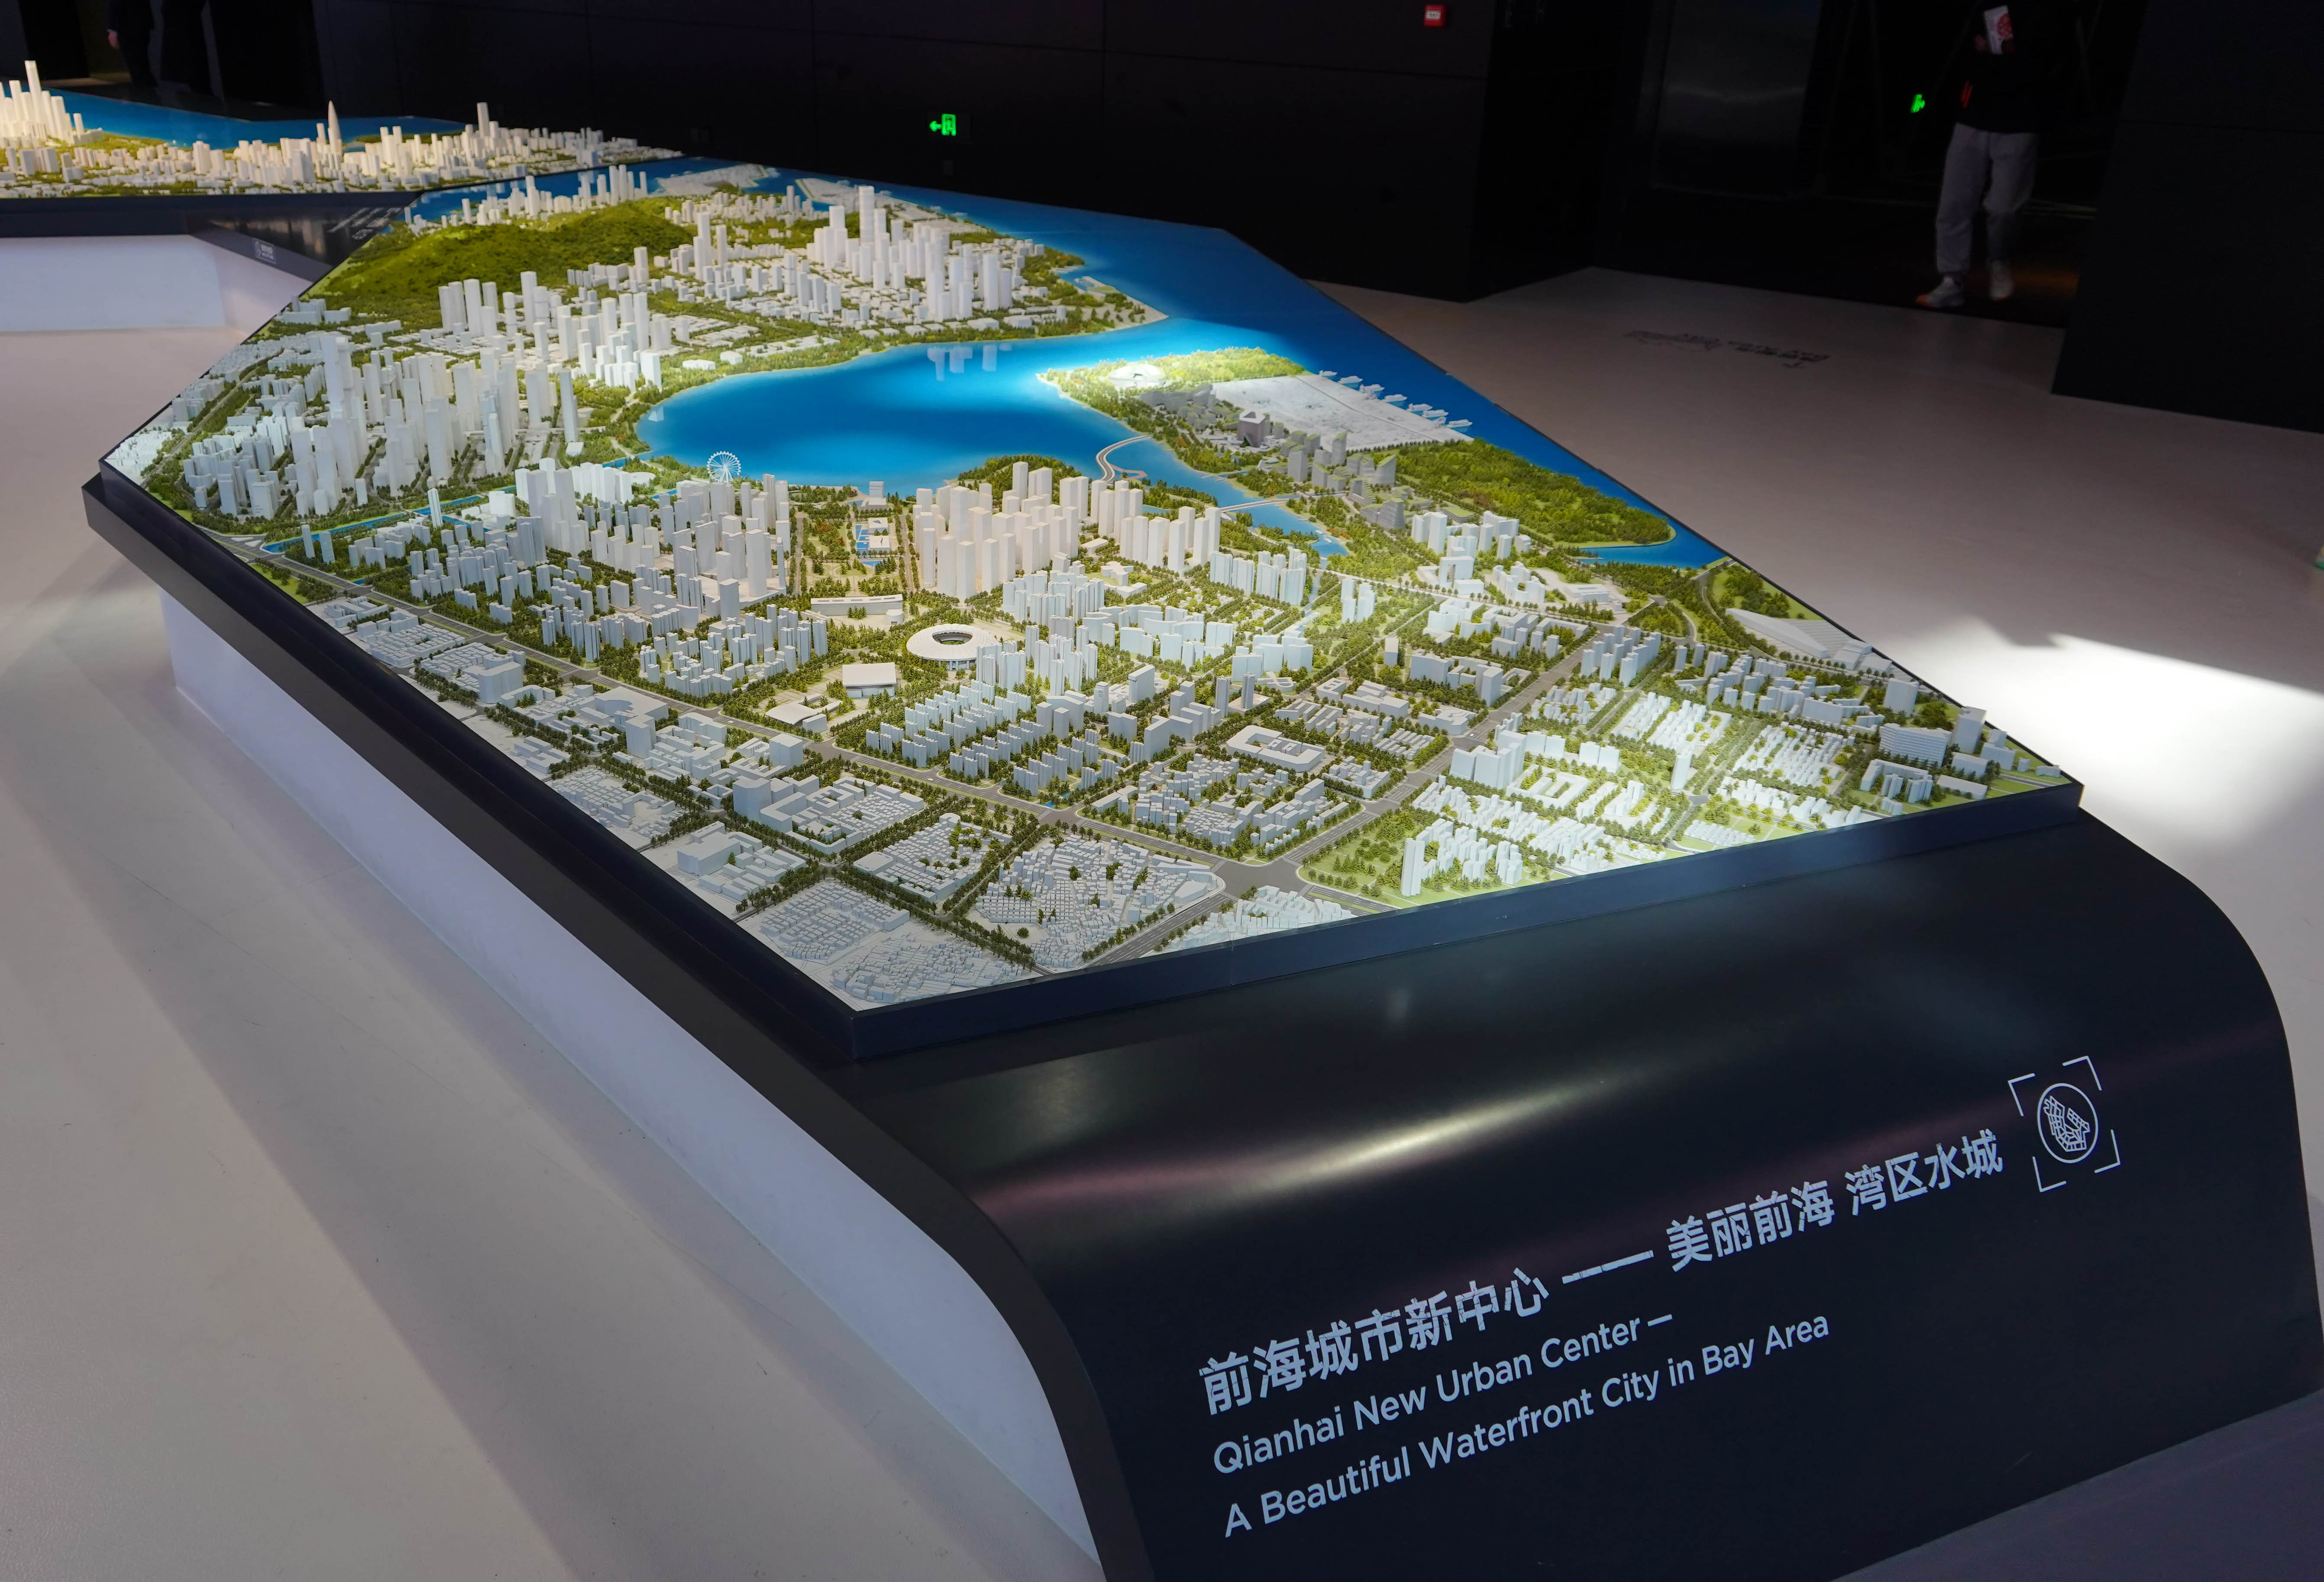 前海城市新中心 —— 美丽前海 湾区水城
Qianhai New Urban Center—
A Beautiful Waterfront City in Bay Area